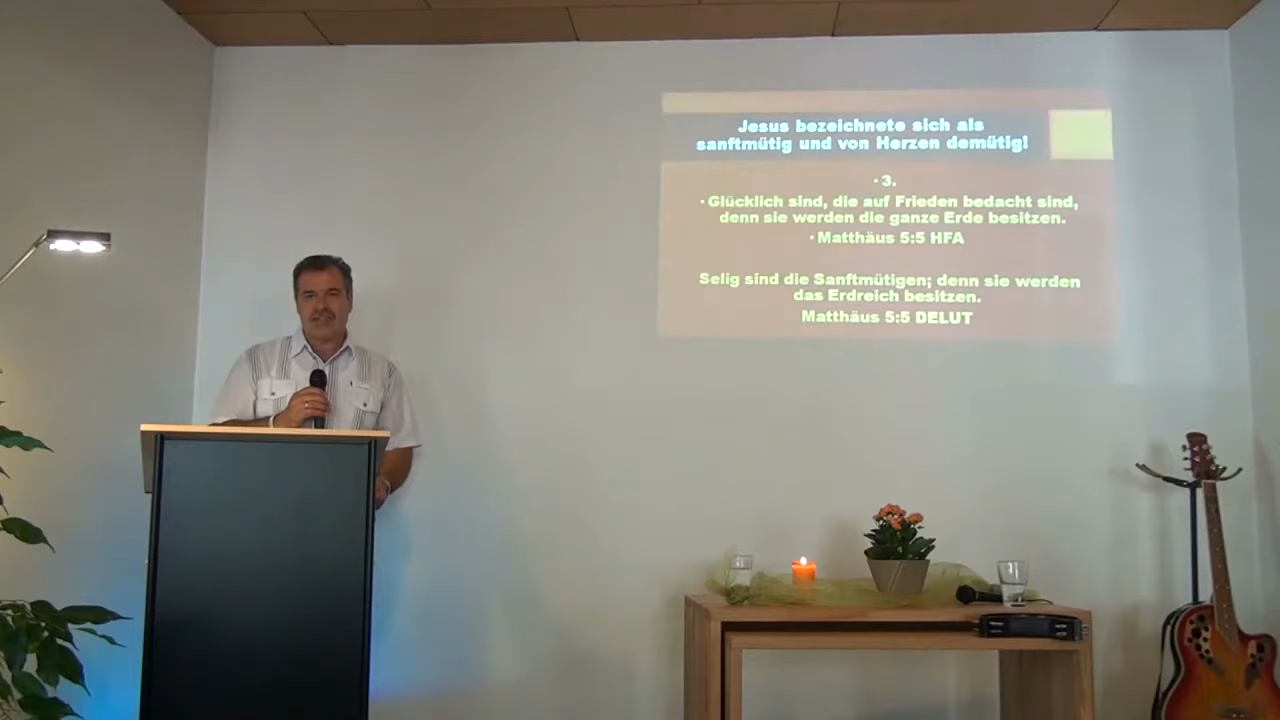 Jesus bezeichnete sich als
sanftmütig und von Herzen demütig!
• 3.
• Glücklich sind, die auf Frieden bedacht sind,
denn sie werden die ganze Erde besitzen.
• Matthäus 5:5 HFA
Selig sind die Sanftmütigen; denn sie werden
das Erdreich besitzen.
Matthäus 5:5 DELUT